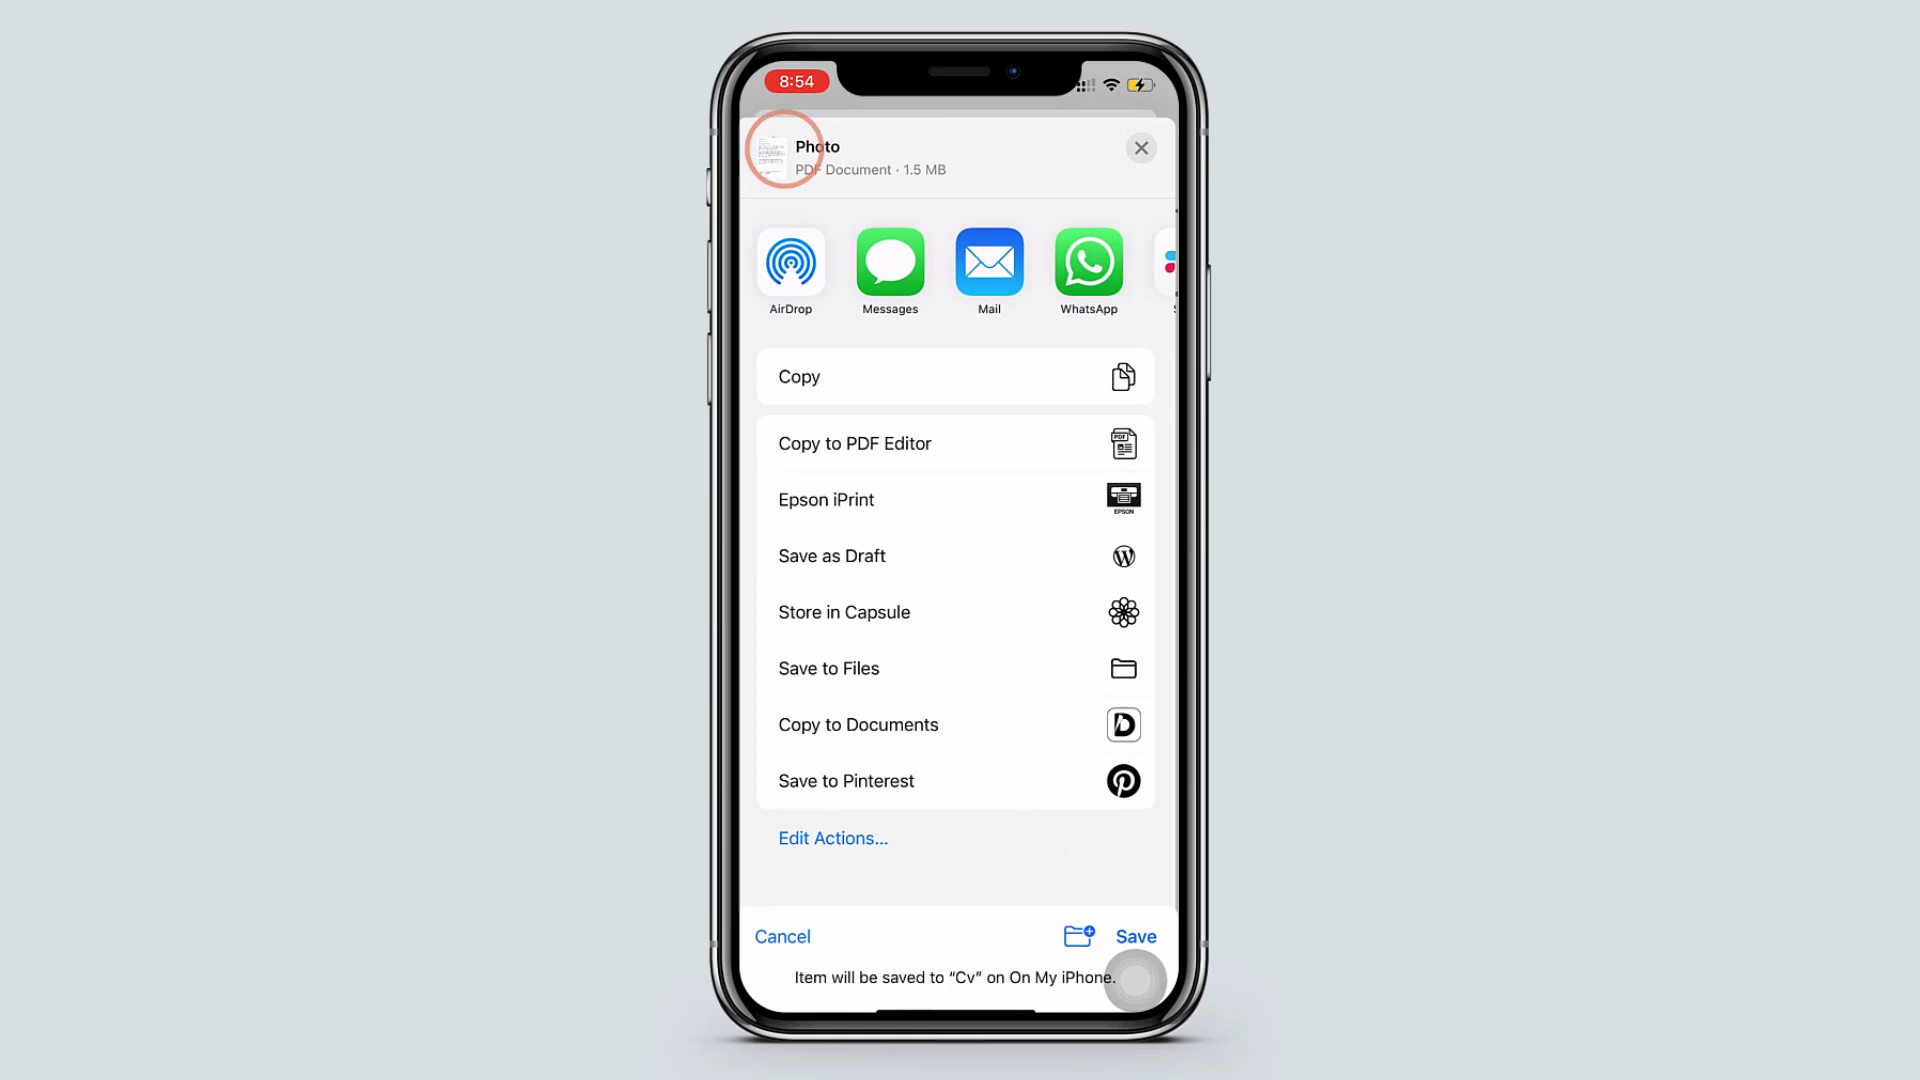 8:54
Photo
PDF Document · 1.5 MB
AirDrop
Messages
Mail
WhatsApp
Copy
Copy to PDF Editor
PDF
Epson iPrint
EPSON
Save as Draft
Store in Capsule
Save to Files
Copy to Documents
Save to Pinterest
Edit Actions...
Cancel
Save
Item will be saved to “Cv” on On My iPhone.